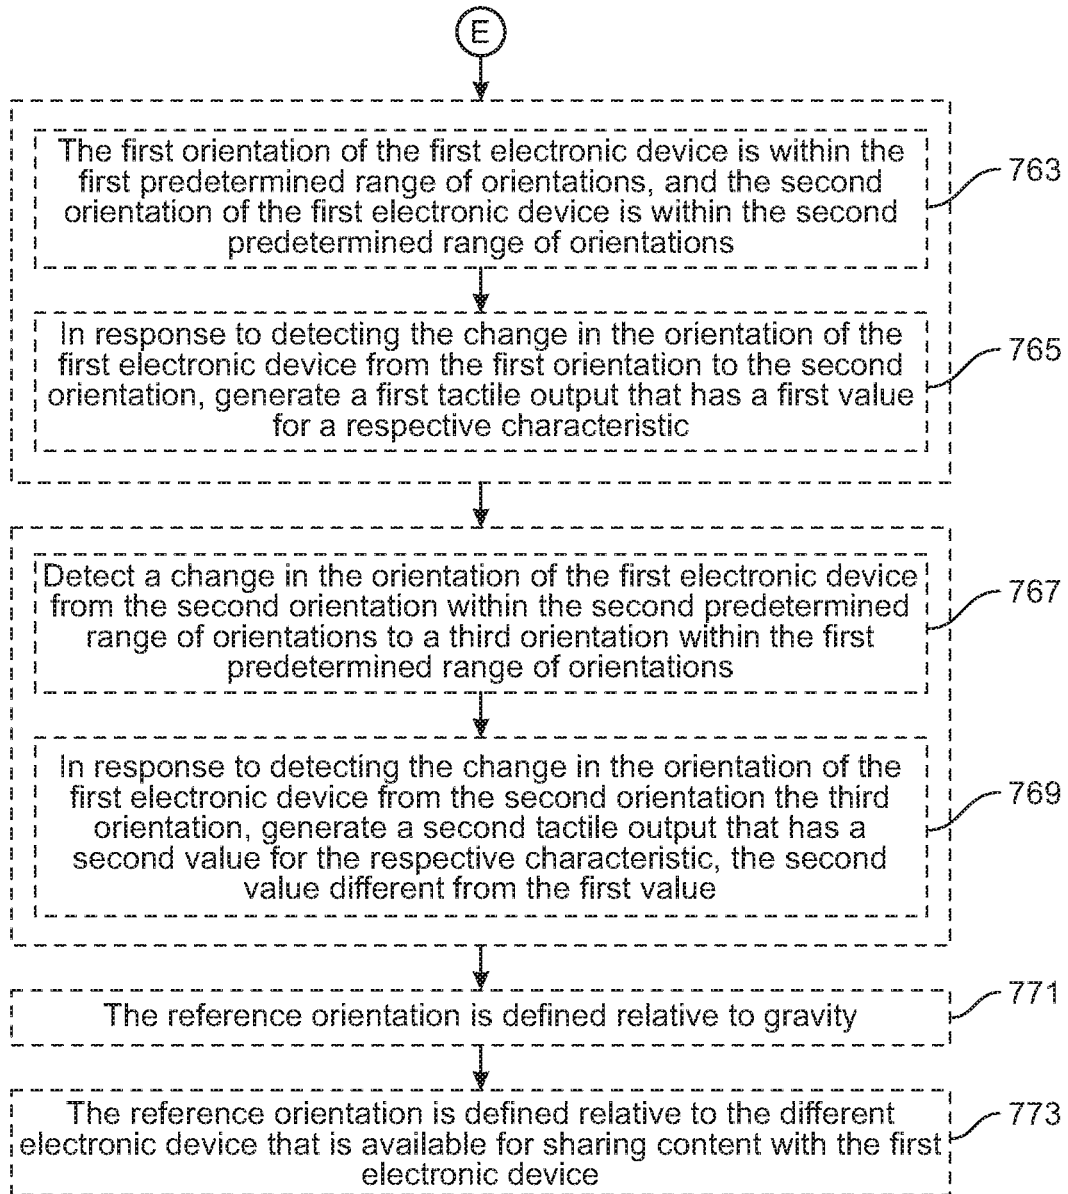 E
The first orientation of the first electronic device is within the
first predetermined range of orientations, and the second
orientation of the first electronic device is within the second
predetermined range of orientations
763
In response to detecting the change in the orientation of the
first electronic device from the first orientation to the second
orientation, generate a first tactile output that has a first value
for a respective characteristic
765
Detect a change in the orientation of the first electronic device
from the second orientation within the second predetermined
range of orientations to a third orientation within the first
predetermined range of orientations
767
In response to detecting the change in the orientation of the
first electronic device from the second orientation the third
orientation, generate a second tactile output that has a
second value for the respective characteristic, the second
value different from the first value
769
The reference orientation is defined relative to gravity
771
The reference orientation is defined relative to the different
electronic device that is available for sharing content with the first
electronic device
773